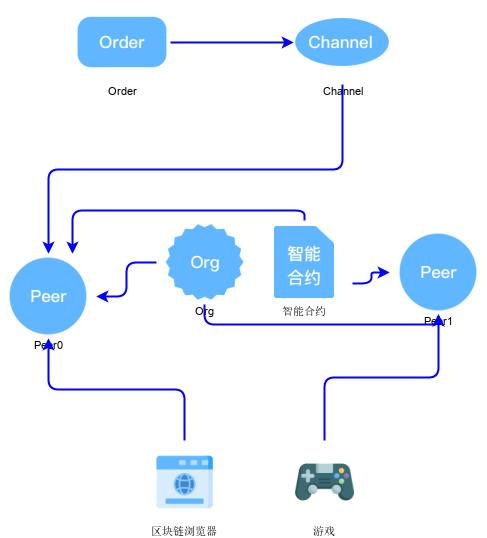 Order
Channel
Order
Channel
Org
智能
合约
Peer
Peer
Org
智能合约
Peer1
Peer0
区块链浏览器
游戏